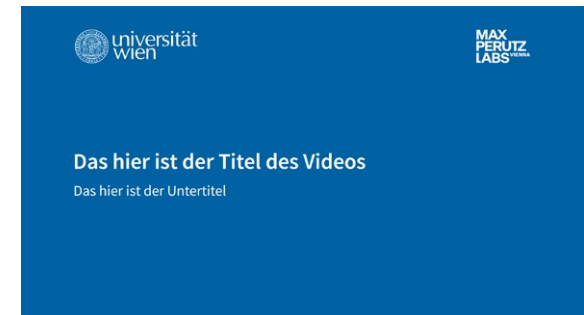 universität
wien
MAX
PERUTZ
LABS VIENNA
Das hier ist der Titel des Videos
Das hier ist der Untertitel